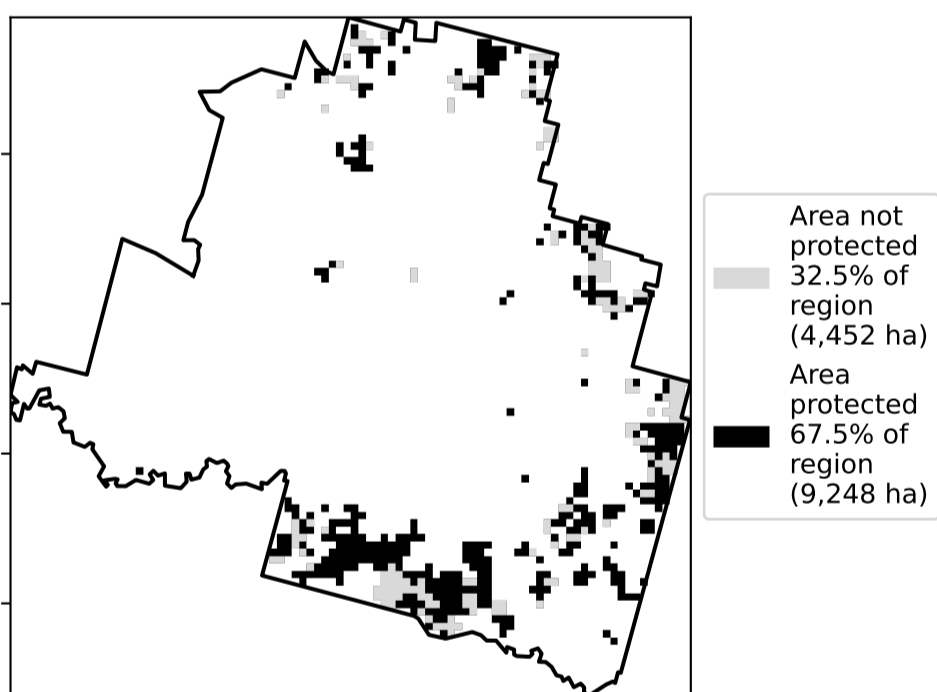 Area not
protected
32.5% of
region
(4,452 ha)
Area
protected
67.5% of
region
(9,248 ha)